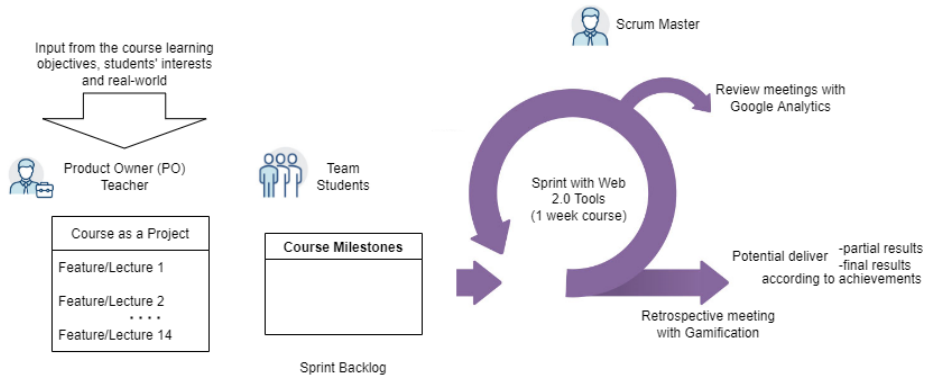 Scrum Master
Input from the course learning
objectives, students' interests
and real-world
Review meetings with
Google Analytics
Product Owner (PO)
Teacher
Team
Students
Sprint with Web
2.0 Tools
(1 week course)
Course as a Project
Feature/Lecture 1
Feature/Lecture 2
. . . .
Feature/Lecture 14
Course Milestones
Sprint Backlog
Potential deliver -partial results
-final results
according to achievements
Retrospective meeting
with Gamification